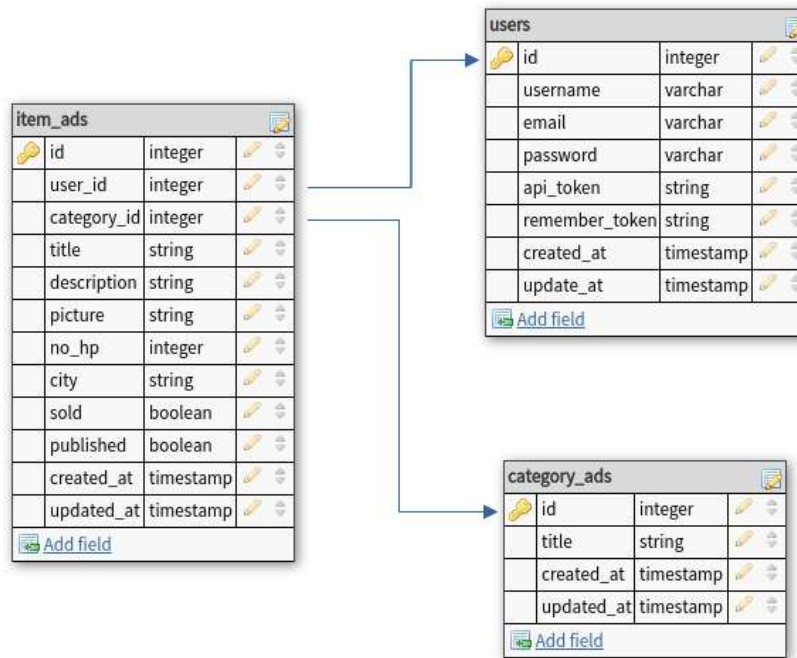 item_ads
id integer
user_id integer
category_id integer
title string
description string
picture string
no_hp integer
city string
sold boolean
published boolean
created_at timestamp
updated_at timestamp
Add field
users
id integer
username varchar
email varchar
password varchar
api_token string
remember_token string
created_at timestamp
update_at timestamp
Add field
category_ads
id integer
title string
created_at timestamp
updated_at timestamp
Add field